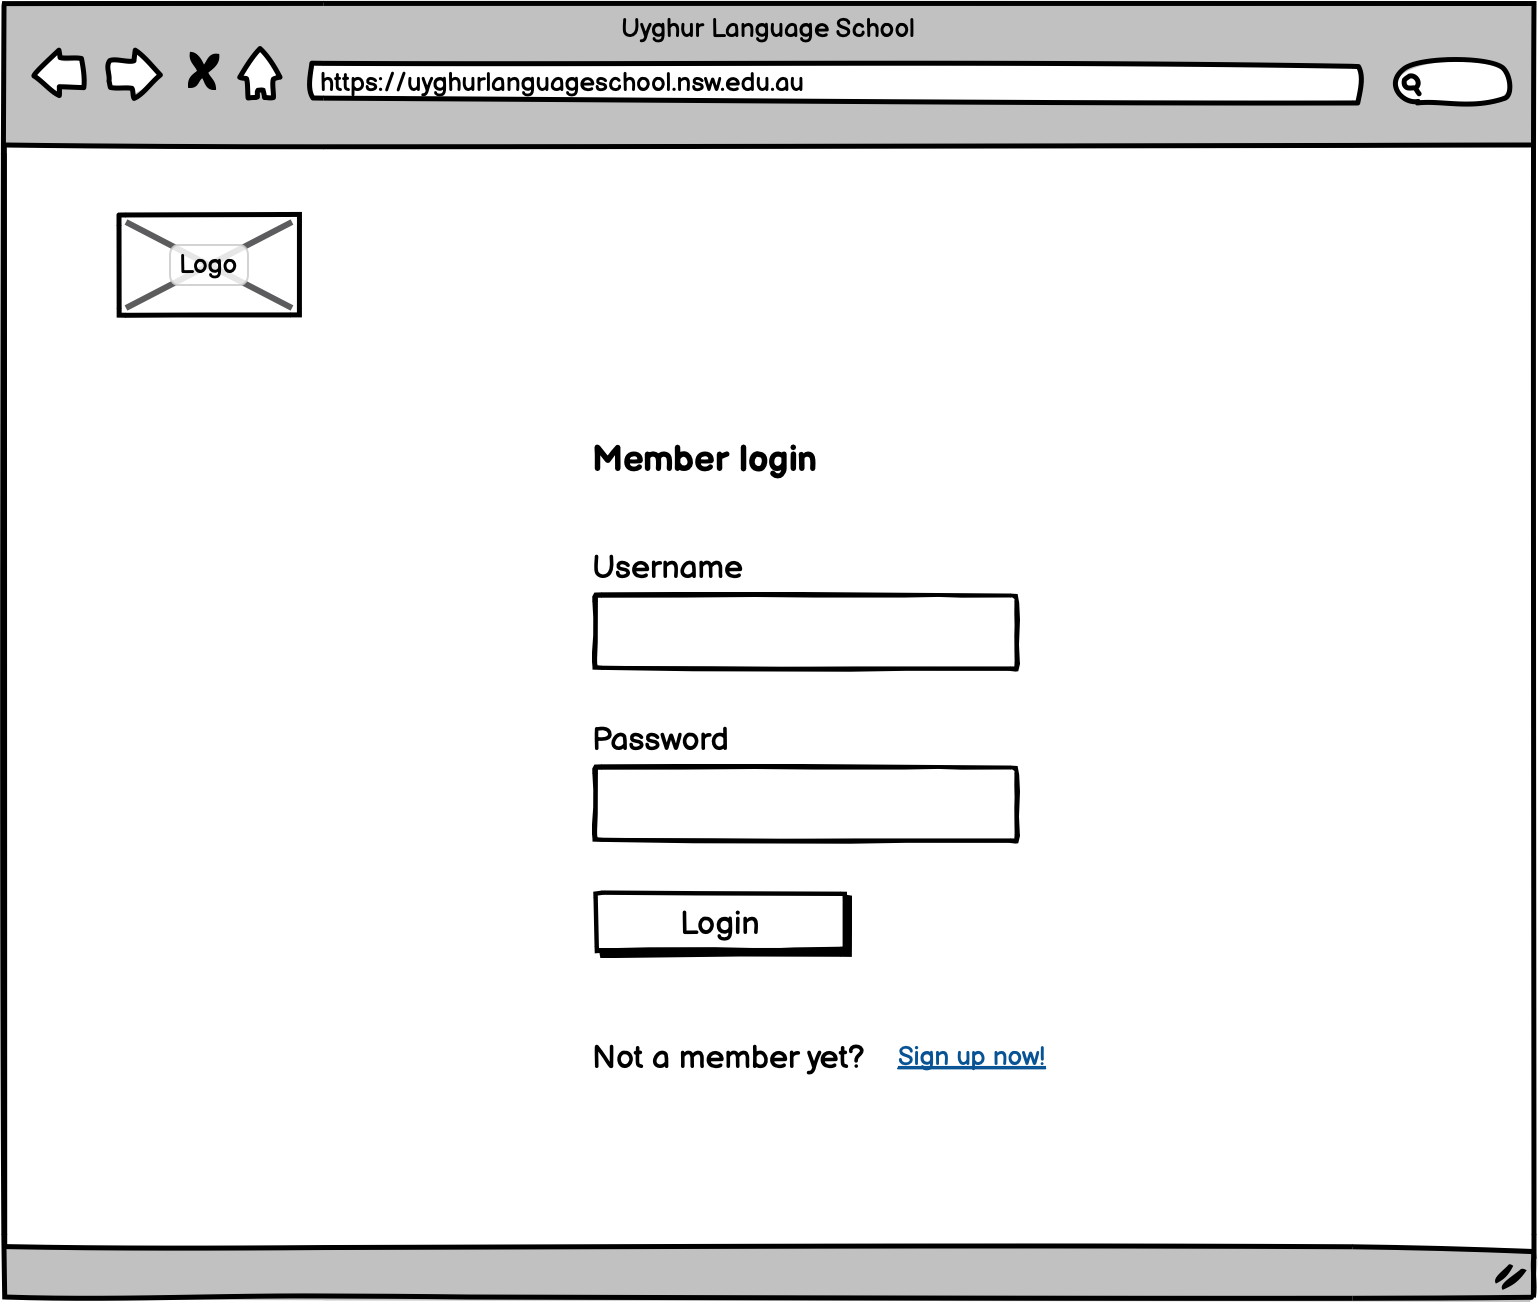 Uyghur Language School
https://uyghurlanguageschool.nsw.edu.au
Logo
Member login
Username
Password
Login
Not a member yet? Sign up now!